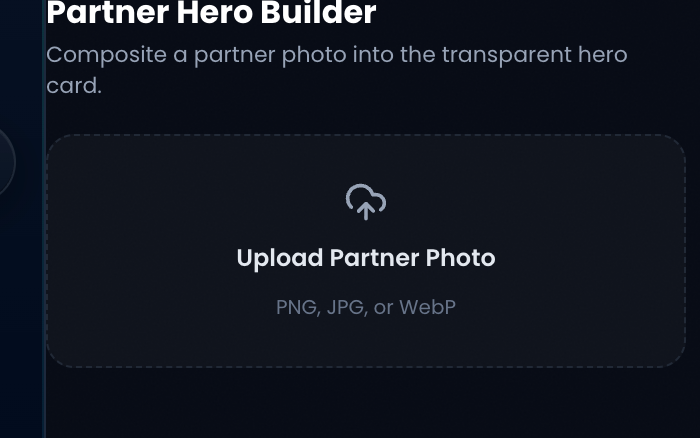 Partner Hero Builder
Composite a partner photo into the transparent hero
card.
Upload Partner Photo
PNG, JPG, or WebP